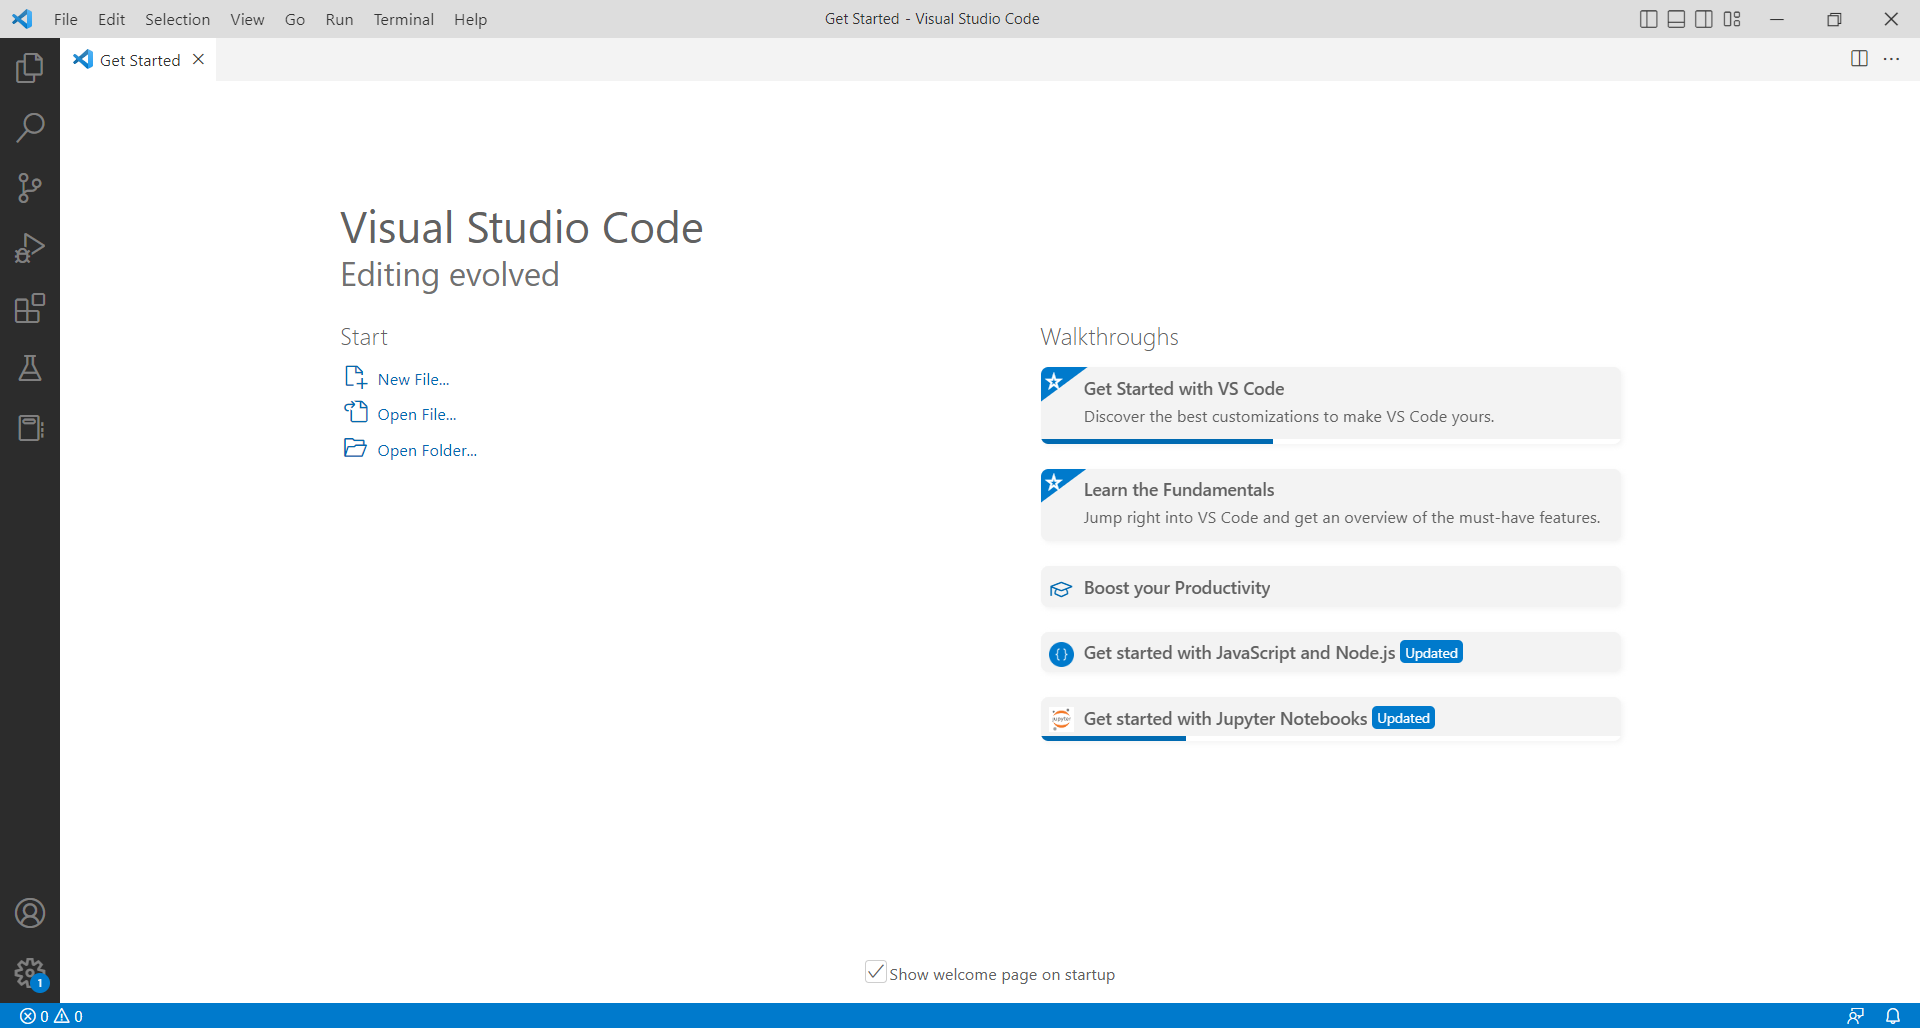 File Edit Selection View Go Run Terminal Help Get Started - Visual Studio Code
Get Started
Visual Studio Code
Editing evolved
Start
New File...
Open File...
Open Folder...
Walkthroughs
Get Started with VS Code
Discover the best customizations to make VS Code yours.
Learn the Fundamentals
Jump right into VS Code and get an overview of the must-have features.
Boost your Productivity
Get started with JavaScript and Node.js Updated
jupyter Get started with Jupyter Notebooks Updated
Show welcome page on startup
1
0 0